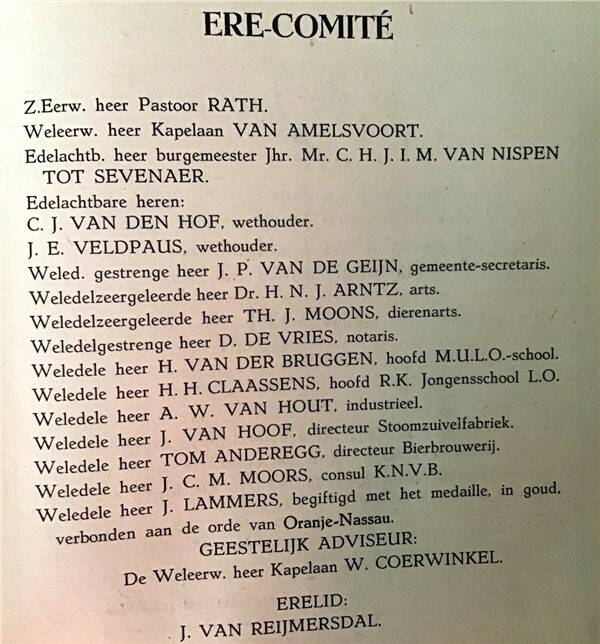 ERE-COMITÉ
Z.Eerw. heer Pastoor RATH.
Weleerw. heer Kapelaan VAN AMELSVOORT.
Edelachtb. heer burgemeester Jhr. Mr. C. H. J. I. M. VAN NISPEN
TOT SEVENAER.
Edelachtbare heren:
C. J. VAN DEN HOF, wethouder.
J. E. VELDPAUS, wethouder.
Weled. gestrenge heer J. P. VAN DE GEIJN, gemeente-secretaris.
Weledelzeergeleerde heer Dr. H. N. J. ARNTZ, arts.
Weledelzeergeleerde heer TH. J. MOONS, dierenarts.
Weledelgestrenge heer D. DE VRIES, notaris.
Weledele heer H. VAN DER BRUGGEN, hoofd M.U.L.O.-school.
Weledele heer H. H. CLAASSENS, hoofd R.K. Jongensschool L.O.
Weledele heer A. W. VAN HOUT, industrieel.
Weledele heer J. VAN HOOF, directeur Stoomzuivelfabriek.
Weledele heer TOM ANDEREGG, directeur Bierbrouwerij.
Weledele heer J. C. M. MOORS, consul K.N.V.B.
Weledele heer J. LAMMERS, begiftigd met het medaille, in goud,
verbonden aan de orde van Oranje-Nassau.
GEESTELIJK ADVISEUR:
De Weleerw. heer Kapelaan W. COERWINKEL.
ERELID:
J. VAN REIJMERSDAL.